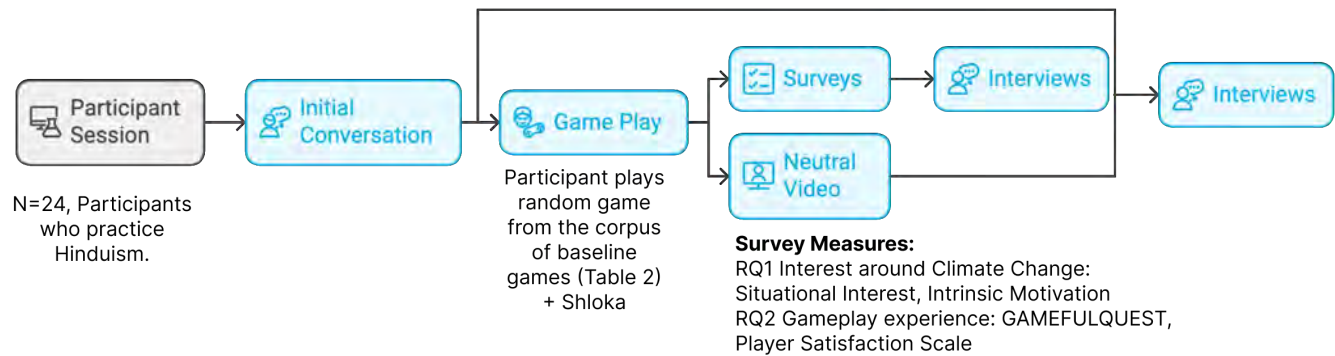 Participant
Session
N=24, Participants
who practice
Hinduism.
Initial
Conversation
Game Play
Participant plays
random game
from the corpus
of baseline
games (Table 2)
+ Shloka
Surveys
Interviews
Neutral
Video
Survey Measures:
RQ1 Interest around Climate Change:
Situational Interest, Intrinsic Motivation
RQ2 Gameplay experience: GAMEFULQUEST,
Player Satisfaction Scale
Interviews